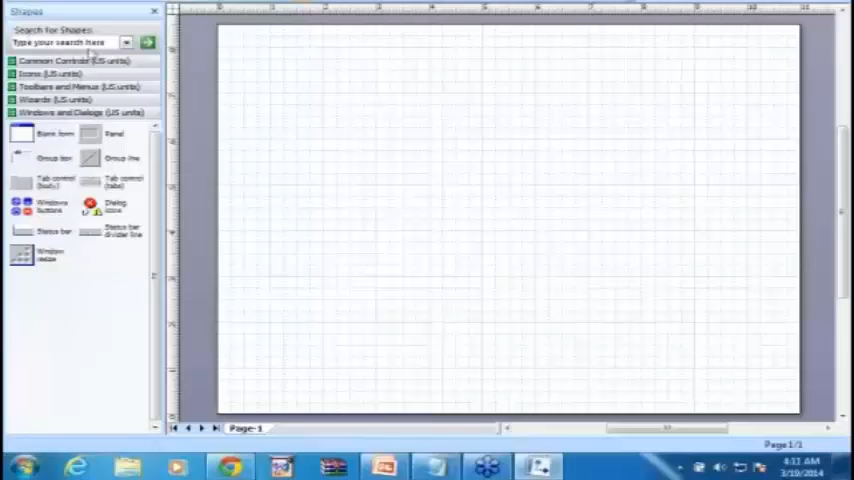 Shapes
Search for Shapes:
Type your search here
Common Controls (US units)
Icons (US units)
Toolbars and Menus (US units)
Wizards (US units)
Windows and Dialogs (US units)
Blank form
Panel
Group box
Group line
Tab control (body)
Tab control (tabs)
Windows buttons
Dialog icons
Status bar
Status bar divider line
Window resize
Page-1
Page 1/1
4:11 AM
3/19/2014